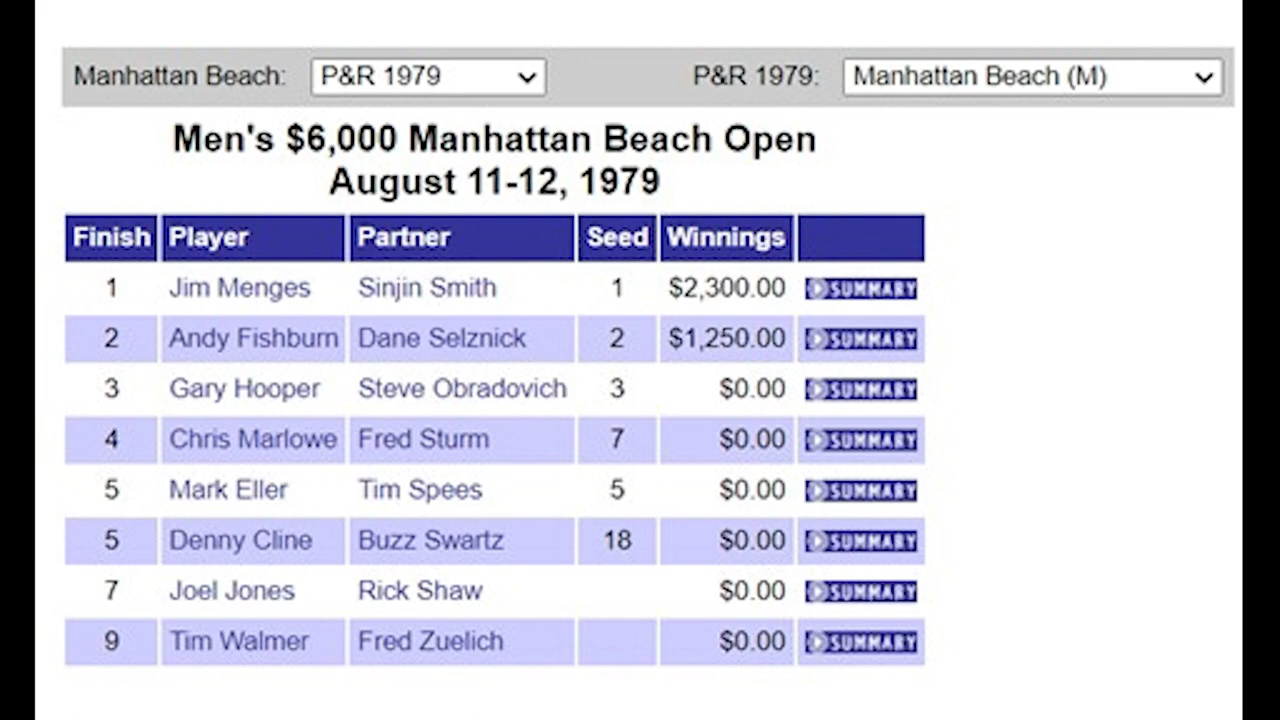 Manhattan Beach: P&R 1979 P&R 1979: Manhattan Beach (M)
Men's $6,000 Manhattan Beach Open
August 11-12, 1979
Finish Player Partner Seed Winnings
1 Jim Menges Sinjin Smith 1 $2,300.00 SUMMARY
2 Andy Fishburn Dane Selznick 2 $1,250.00 SUMMARY
3 Gary Hooper Steve Obradovich 3 $0.00 SUMMARY
4 Chris Marlowe Fred Sturm 7 $0.00 SUMMARY
5 Mark Eller Tim Spees 5 $0.00 SUMMARY
5 Denny Cline Buzz Swartz 18 $0.00 SUMMARY
7 Joel Jones Rick Shaw $0.00 SUMMARY
9 Tim Walmer Fred Zuelich $0.00 SUMMARY